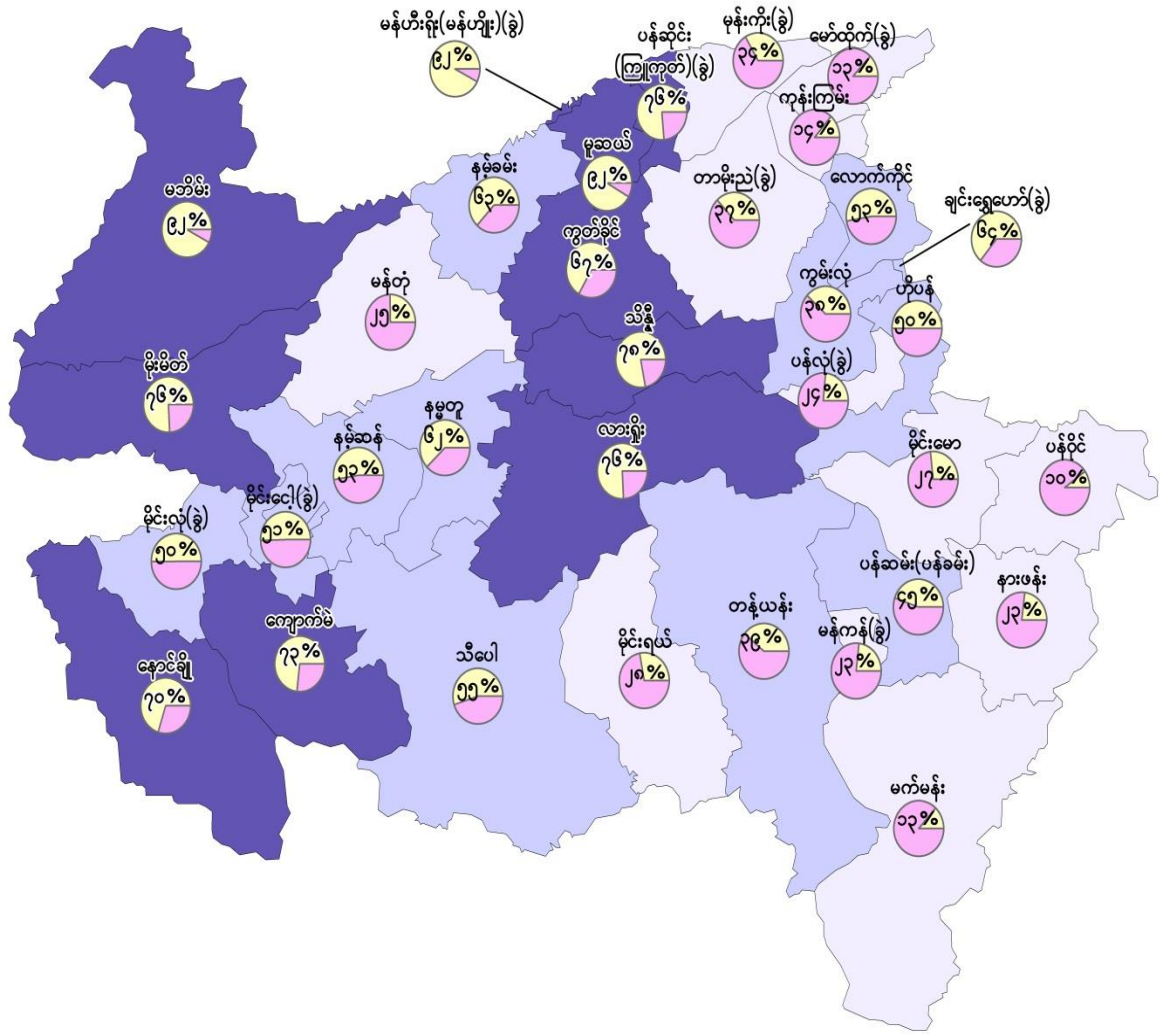 မန်ဟီးရိုး(မန်ဟျိုး)(ခွဲ)
၉၂%
ပန်ဆိုင်း
(ကြူကုတ်)(ခွဲ)
၇၆%
မုန်းကိုး(ခွဲ)
၃၄%
မော်ထိုက်(ခွဲ)
၁၃%
ကုန်းကြမ်း
၁၄%
မူဆယ်
၉၂%
နမ့်ခမ်း
၆၃%
မဘိမ်း
၉၂%
တာမိုးညဲ(ခွဲ)
၃၇%
လောက်ကိုင်
၅၃%
ချင်းရွှေဟော်(ခွဲ)
၆၄%
ကွတ်ခိုင်
၆၇%
မန်တုံ
၂၅%
ကွမ်းလုံ
၃၈%
ဟိုပန်
၅၀%
သိန္နီ
၇၈%
မိုးမိတ်
၇၆%
ပန်လုံ(ခွဲ)
၂၄%
နမ္မတူ
၆၂%
နမ့်ဆန်
၅၃%
လားရှိုး
၇၆%
မိုင်းမော
၂၇%
ပန်ဝိုင်
၁၀%
မိုင်းငေါ့(ခွဲ)
၅၁%
မိုင်းလုံ(ခွဲ)
၅၀%
ပန်ဆမ်း(ပန်ခမ်း)
၄၅%
နားဖန်း
၂၃%
တန့်ယန်း
၃၉%
မန်ကန်(ခွဲ)
၂၃%
ကျောက်မဲ
၇၃%
မိုင်းရယ်
၂၈%
သီပေါ
၅၅%
နောင်ချို
၇၀%
မက်မန်း
၁၃%